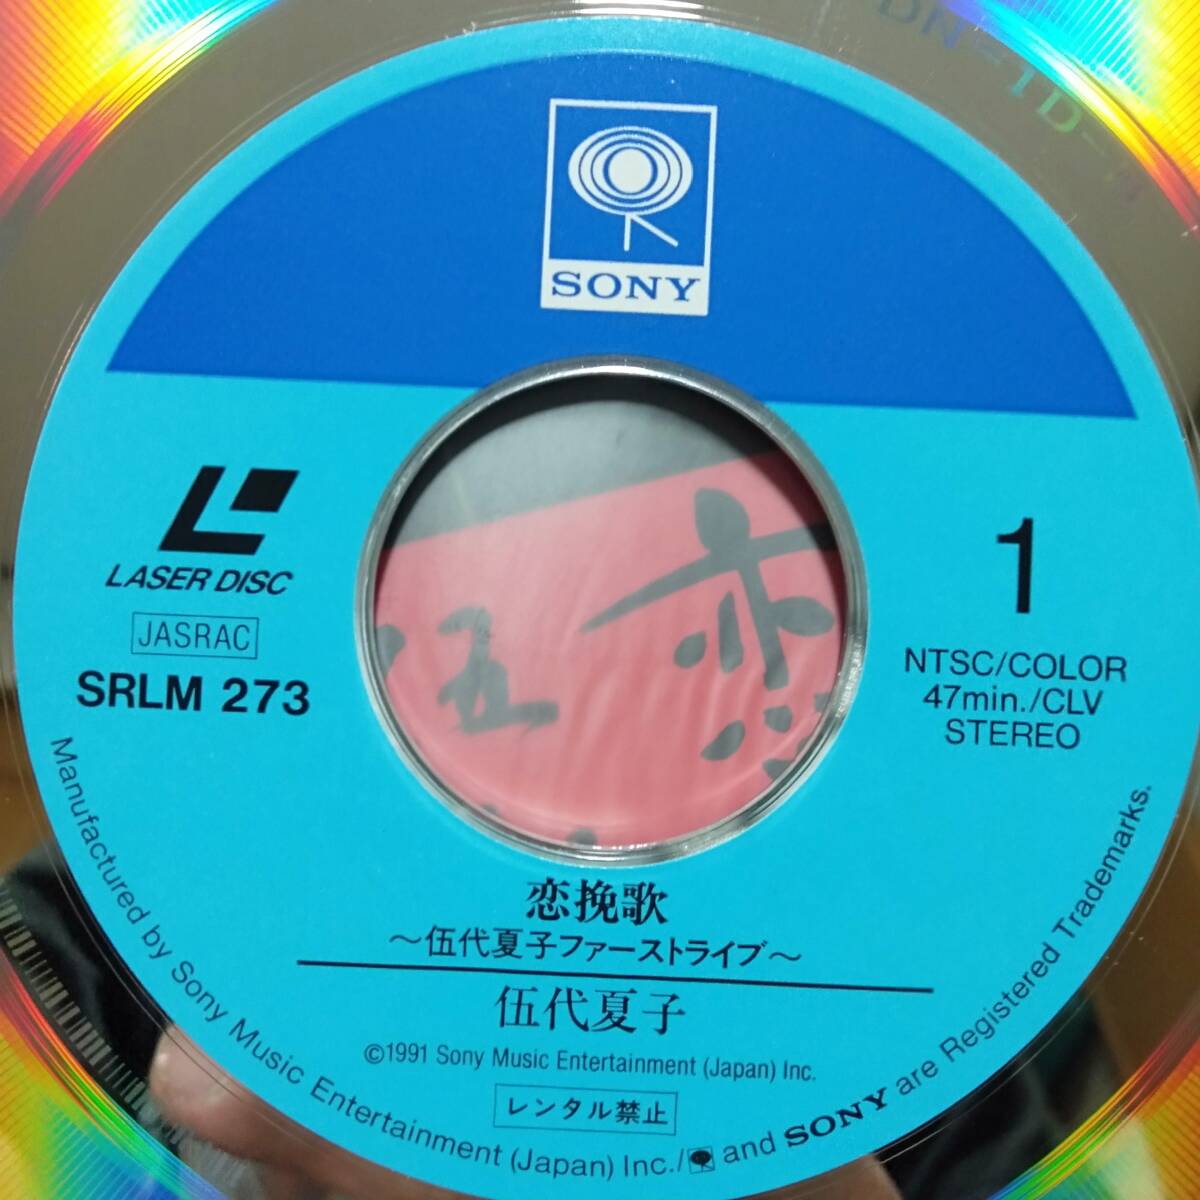 SONY
LASER DISC
JASRAC
SRLM 273
1
NTSC/COLOR
47min./CLV
STEREO
恋挽歌
～伍代夏子ファーストライブ～
伍代夏子
©1991 Sony Music Entertainment (Japan) Inc.
レンタル禁止
Manufactured by Sony Music Entertainment (Japan) Inc./ and SONY are Registered Trademarks.
恋
伍